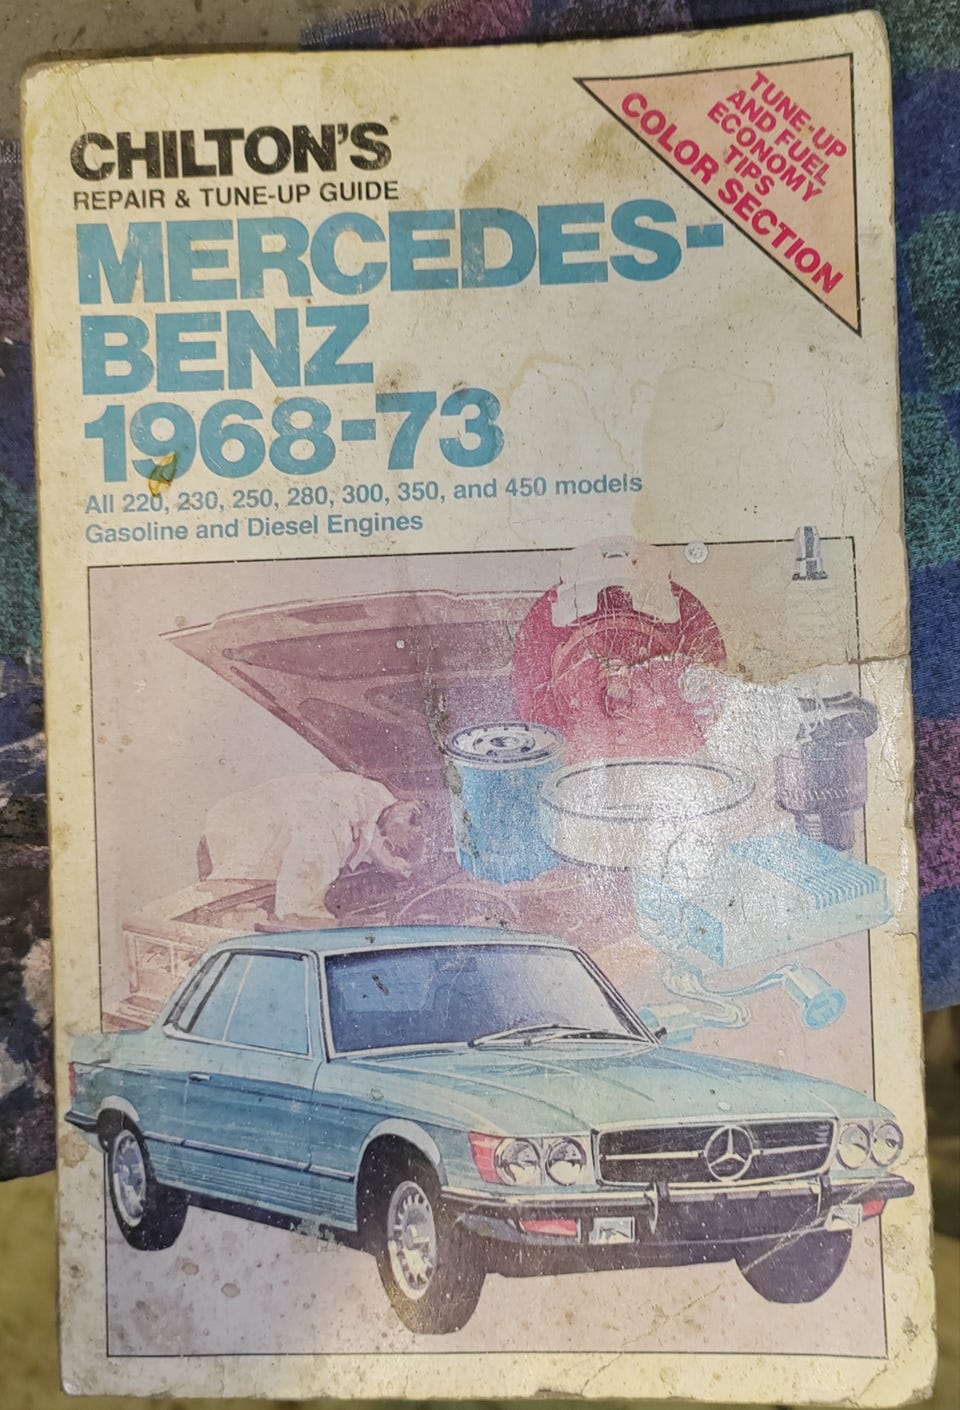 CHILTON'S
REPAIR & TUNE-UP GUIDE
MERCEDES-
BENZ
1968-73
All 220, 230, 250, 280, 300, 350, and 450 models
Gasoline and Diesel Engines
TUNE-UP
AND FUEL
ECONOMY
TIPS
COLOR SECTION